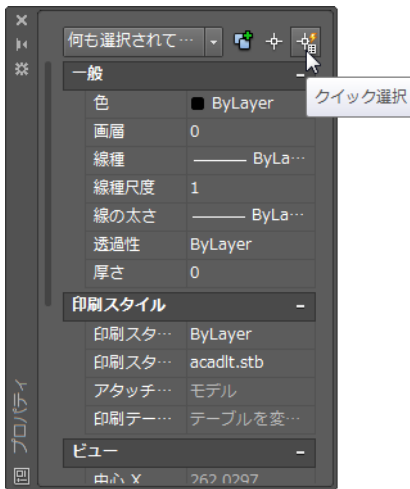 何も選択されて…
クイック選択
一般
色 ByLayer
画層 0
線種 ByLa…
線種尺度 1
線の太さ ByLa…
透過性 ByLayer
厚さ 0
印刷スタイル
印刷スタ… ByLayer
印刷スタ… acadlt.stb
アタッチ… モデル
印刷テー… テーブルを変…
ビュー
中心 X 262.0297
プロパティ